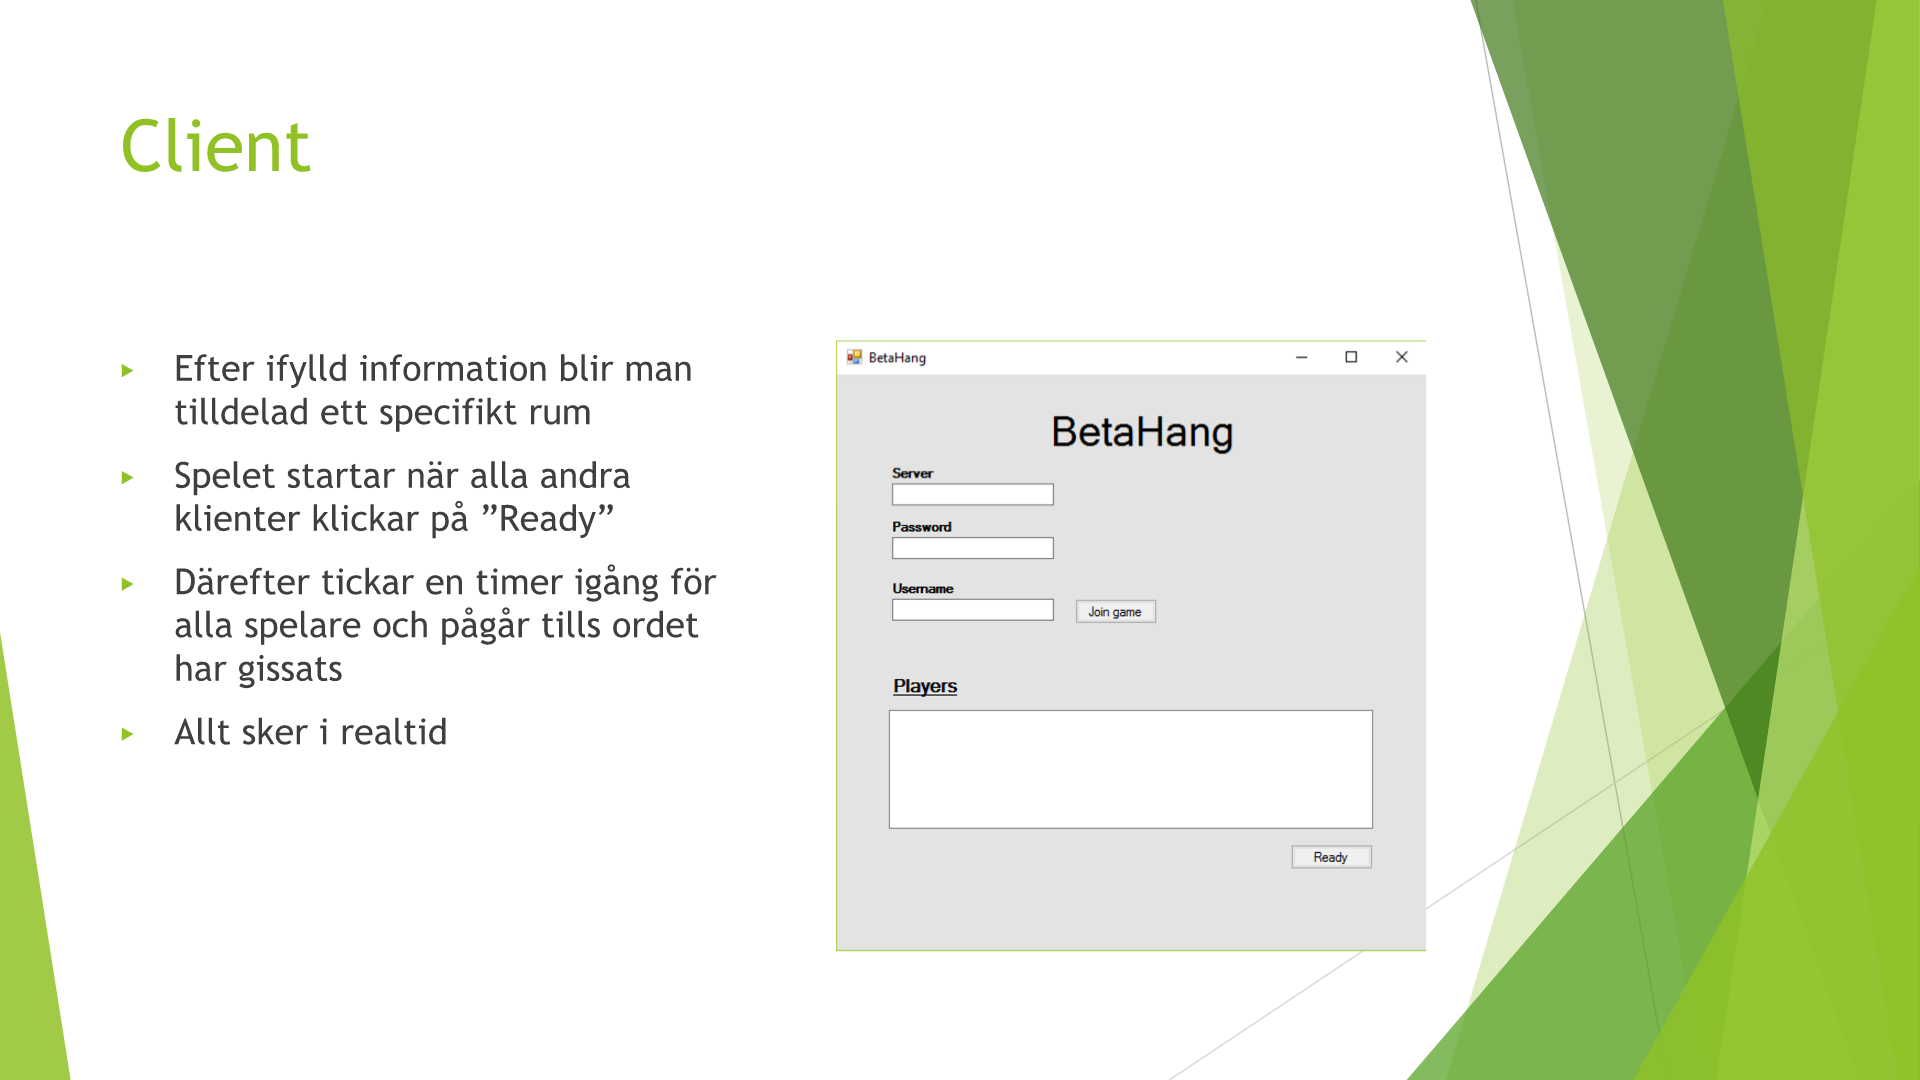 Client
Efter ifylld information blir man
tilldelad ett specifikt rum
Spelet startar när alla andra
klienter klickar på ”Ready”
Därefter tickar en timer igång för
alla spelare och pågår tills ordet
har gissats
Allt sker i realtid
BetaHang
BetaHang
Server
Password
Username
Join game
Players
Ready